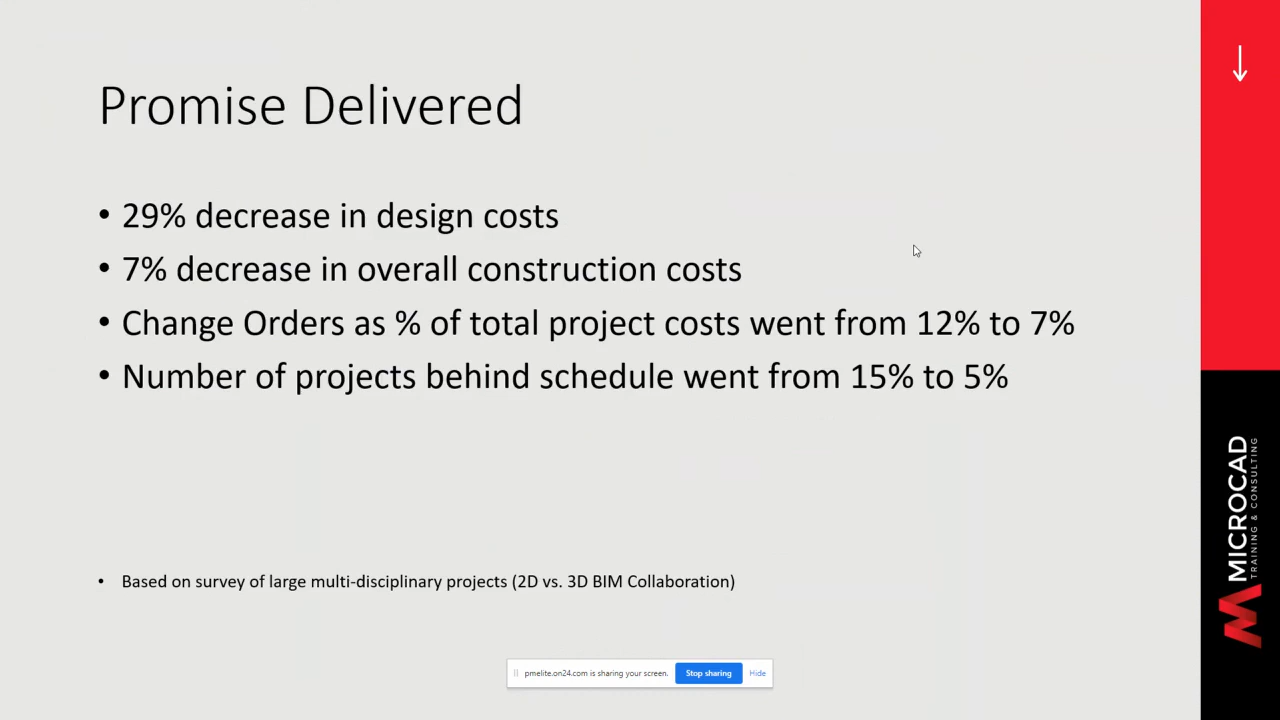 Promise Delivered
• 29% decrease in design costs
• 7% decrease in overall construction costs
• Change Orders as % of total project costs went from 12% to 7%
• Number of projects behind schedule went from 15% to 5%
• Based on survey of large multi-disciplinary projects (2D vs. 3D BIM Collaboration)
pmelite.on24.com is sharing your screen. Stop sharing Hide
MICROCAD
TRAINING & CONSULTING